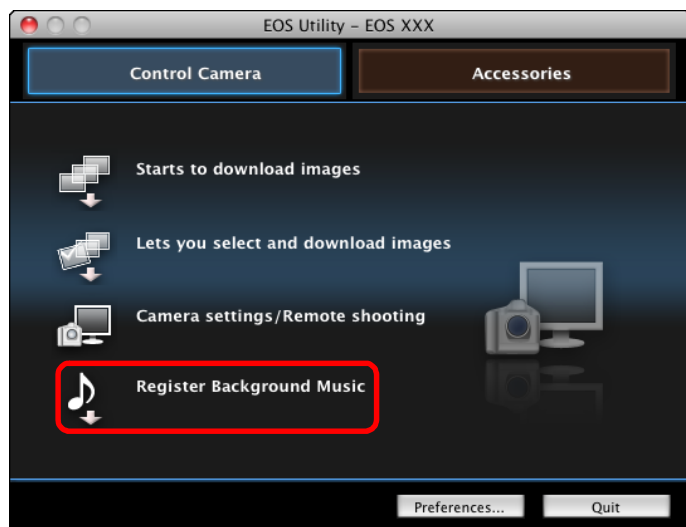 EOS Utility – EOS XXX
Control Camera
Accessories
Starts to download images
Lets you select and download images
Camera settings/Remote shooting
Register Background Music
Preferences...
Quit